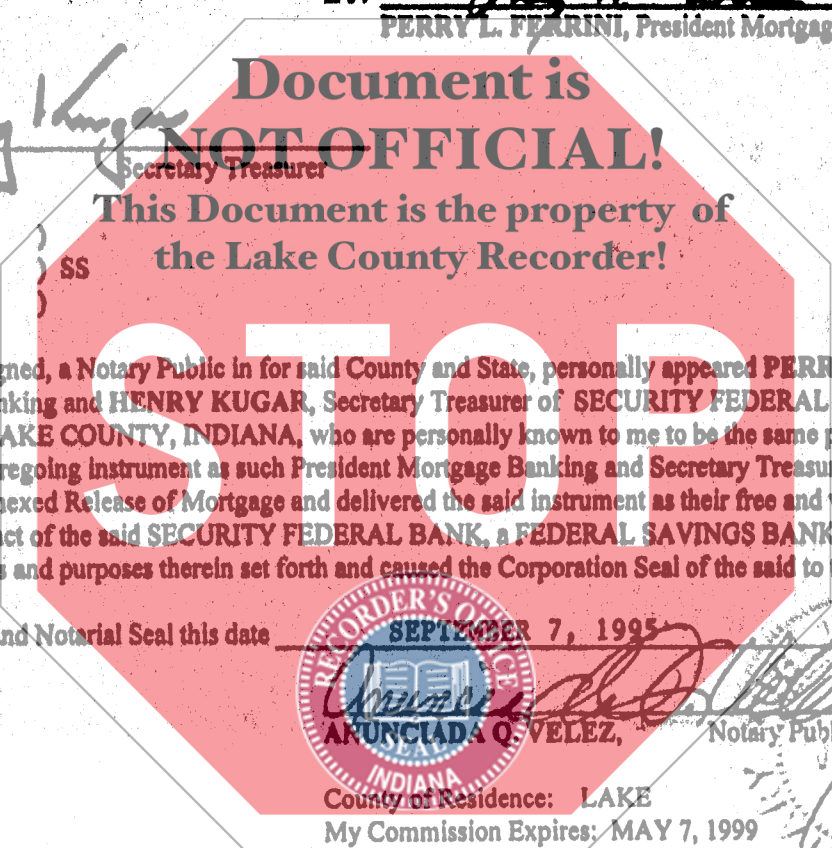 PERRY L. FERRINI, President Mortgag
Document is
NOT OFFICIAL!
Secretary Treasurer
This Document is the property of
the Lake County Recorder!
) SS
)
STOP
gned, a Notary Public in for said County and State, personally appeared PERR
nking and HENRY KUGAR, Secretary Treasurer of SECURITY FEDERAL
AKE COUNTY, INDIANA, who are personally known to me to be the same p
regoing instrument as such President Mortgage Banking and Secretary Treasur
nexed Release of Mortgage and delivered the said instrument as their free and
ct of the said SECURITY FEDERAL BANK, a FEDERAL SAVINGS BANK
s and purposes therein set forth and caused the Corporation Seal of the said to
nd Notarial Seal this date SEPTEMBER 7, 1995
RECORDER'S OFFICE
SEAL
INDIANA
ANUNCIADA Q. VELEZ, Notary Publ
County of Residence: LAKE
My Commission Expires: MAY 7, 1999